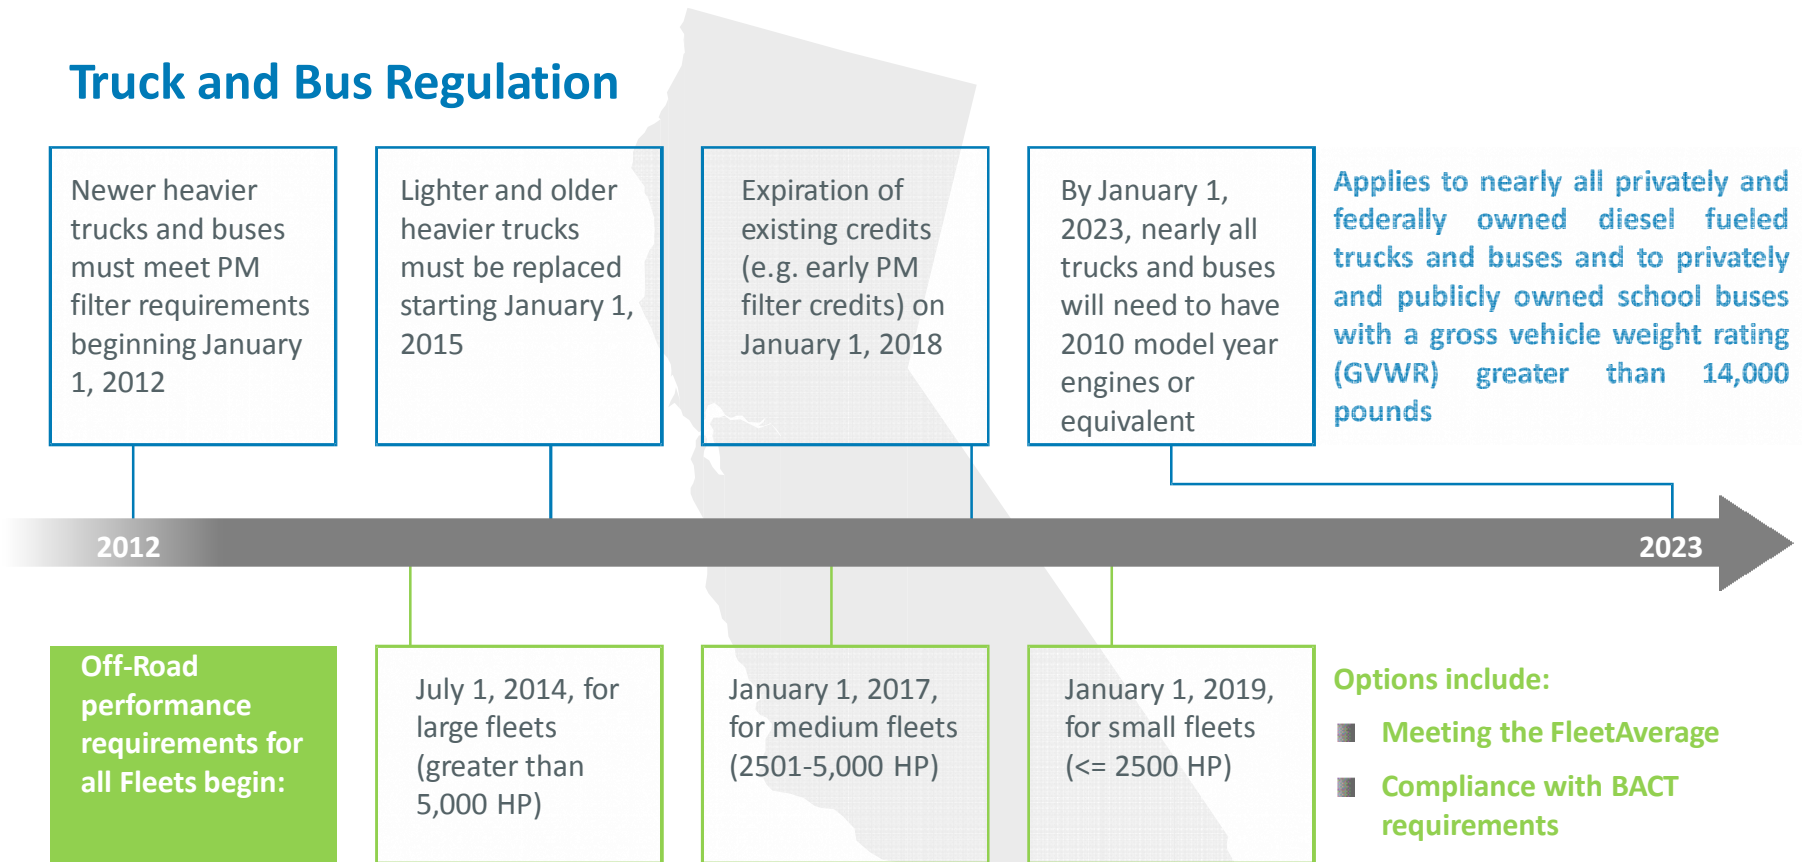 Truck and Bus Regulation
Newer heavier
trucks and buses
must meet PM
filter requirements
beginning January
1, 2012
Lighter and older
heavier trucks
must be replaced
starting January 1,
2015
Expiration of
existing credits
(e.g. early PM
filter credits) on
January 1, 2018
By January 1,
2023, nearly all
trucks and buses
will need to have
2010 model year
engines or
equivalent
Applies to nearly all privately and
federally owned diesel fueled
trucks and buses and to privately
and publicly owned school buses
with a gross vehicle weight rating
(GVWR) greater than 14,000
pounds
2012
2023
Off-Road
performance
requirements for
all Fleets begin:
July 1, 2014, for
large fleets
(greater than
5,000 HP)
January 1, 2017,
for medium fleets
(2501-5,000 HP)
January 1, 2019,
for small fleets
(<= 2500 HP)
Options include:
Meeting the FleetAverage
Compliance with BACT
requirements